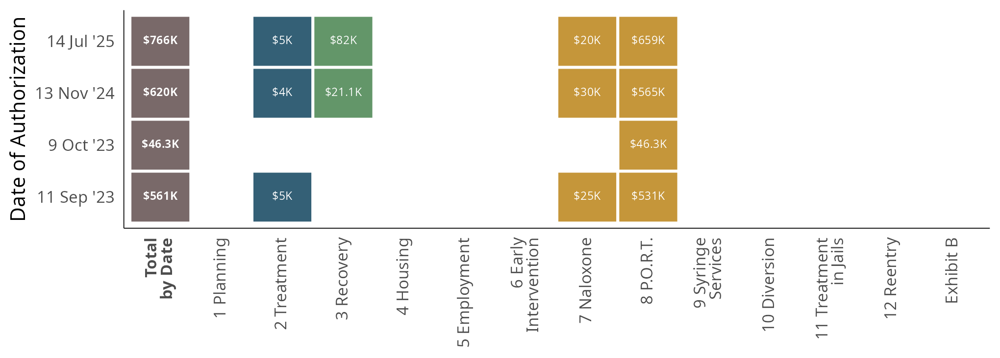 Date of Authorization
14 Jul '25
$766K
$5K
$82K
$20K
$659K
13 Nov '24
$620K
$4K
$21.1K
$30K
$565K
9 Oct '23
$46.3K
$46.3K
11 Sep '23
$561K
$5K
$25K
$531K
Total
by Date
1 Planning
2 Treatment
3 Recovery
4 Housing
5 Employment
6 Early
Intervention
7 Naloxone
8 P.O.R.T.
9 Syringe
Services
10 Diversion
11 Treatment
in Jails
12 Reentry
Exhibit B